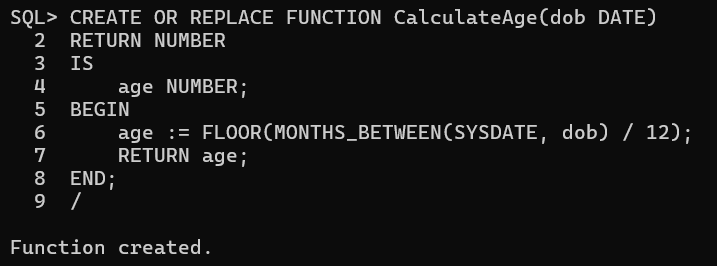 SQL> CREATE OR REPLACE FUNCTION CalculateAge(dob DATE)
  2  RETURN NUMBER
  3  IS
  4      age NUMBER;
  5  BEGIN
  6      age := FLOOR(MONTHS_BETWEEN(SYSDATE, dob) / 12);
  7      RETURN age;
  8  END;
  9  /

Function created.